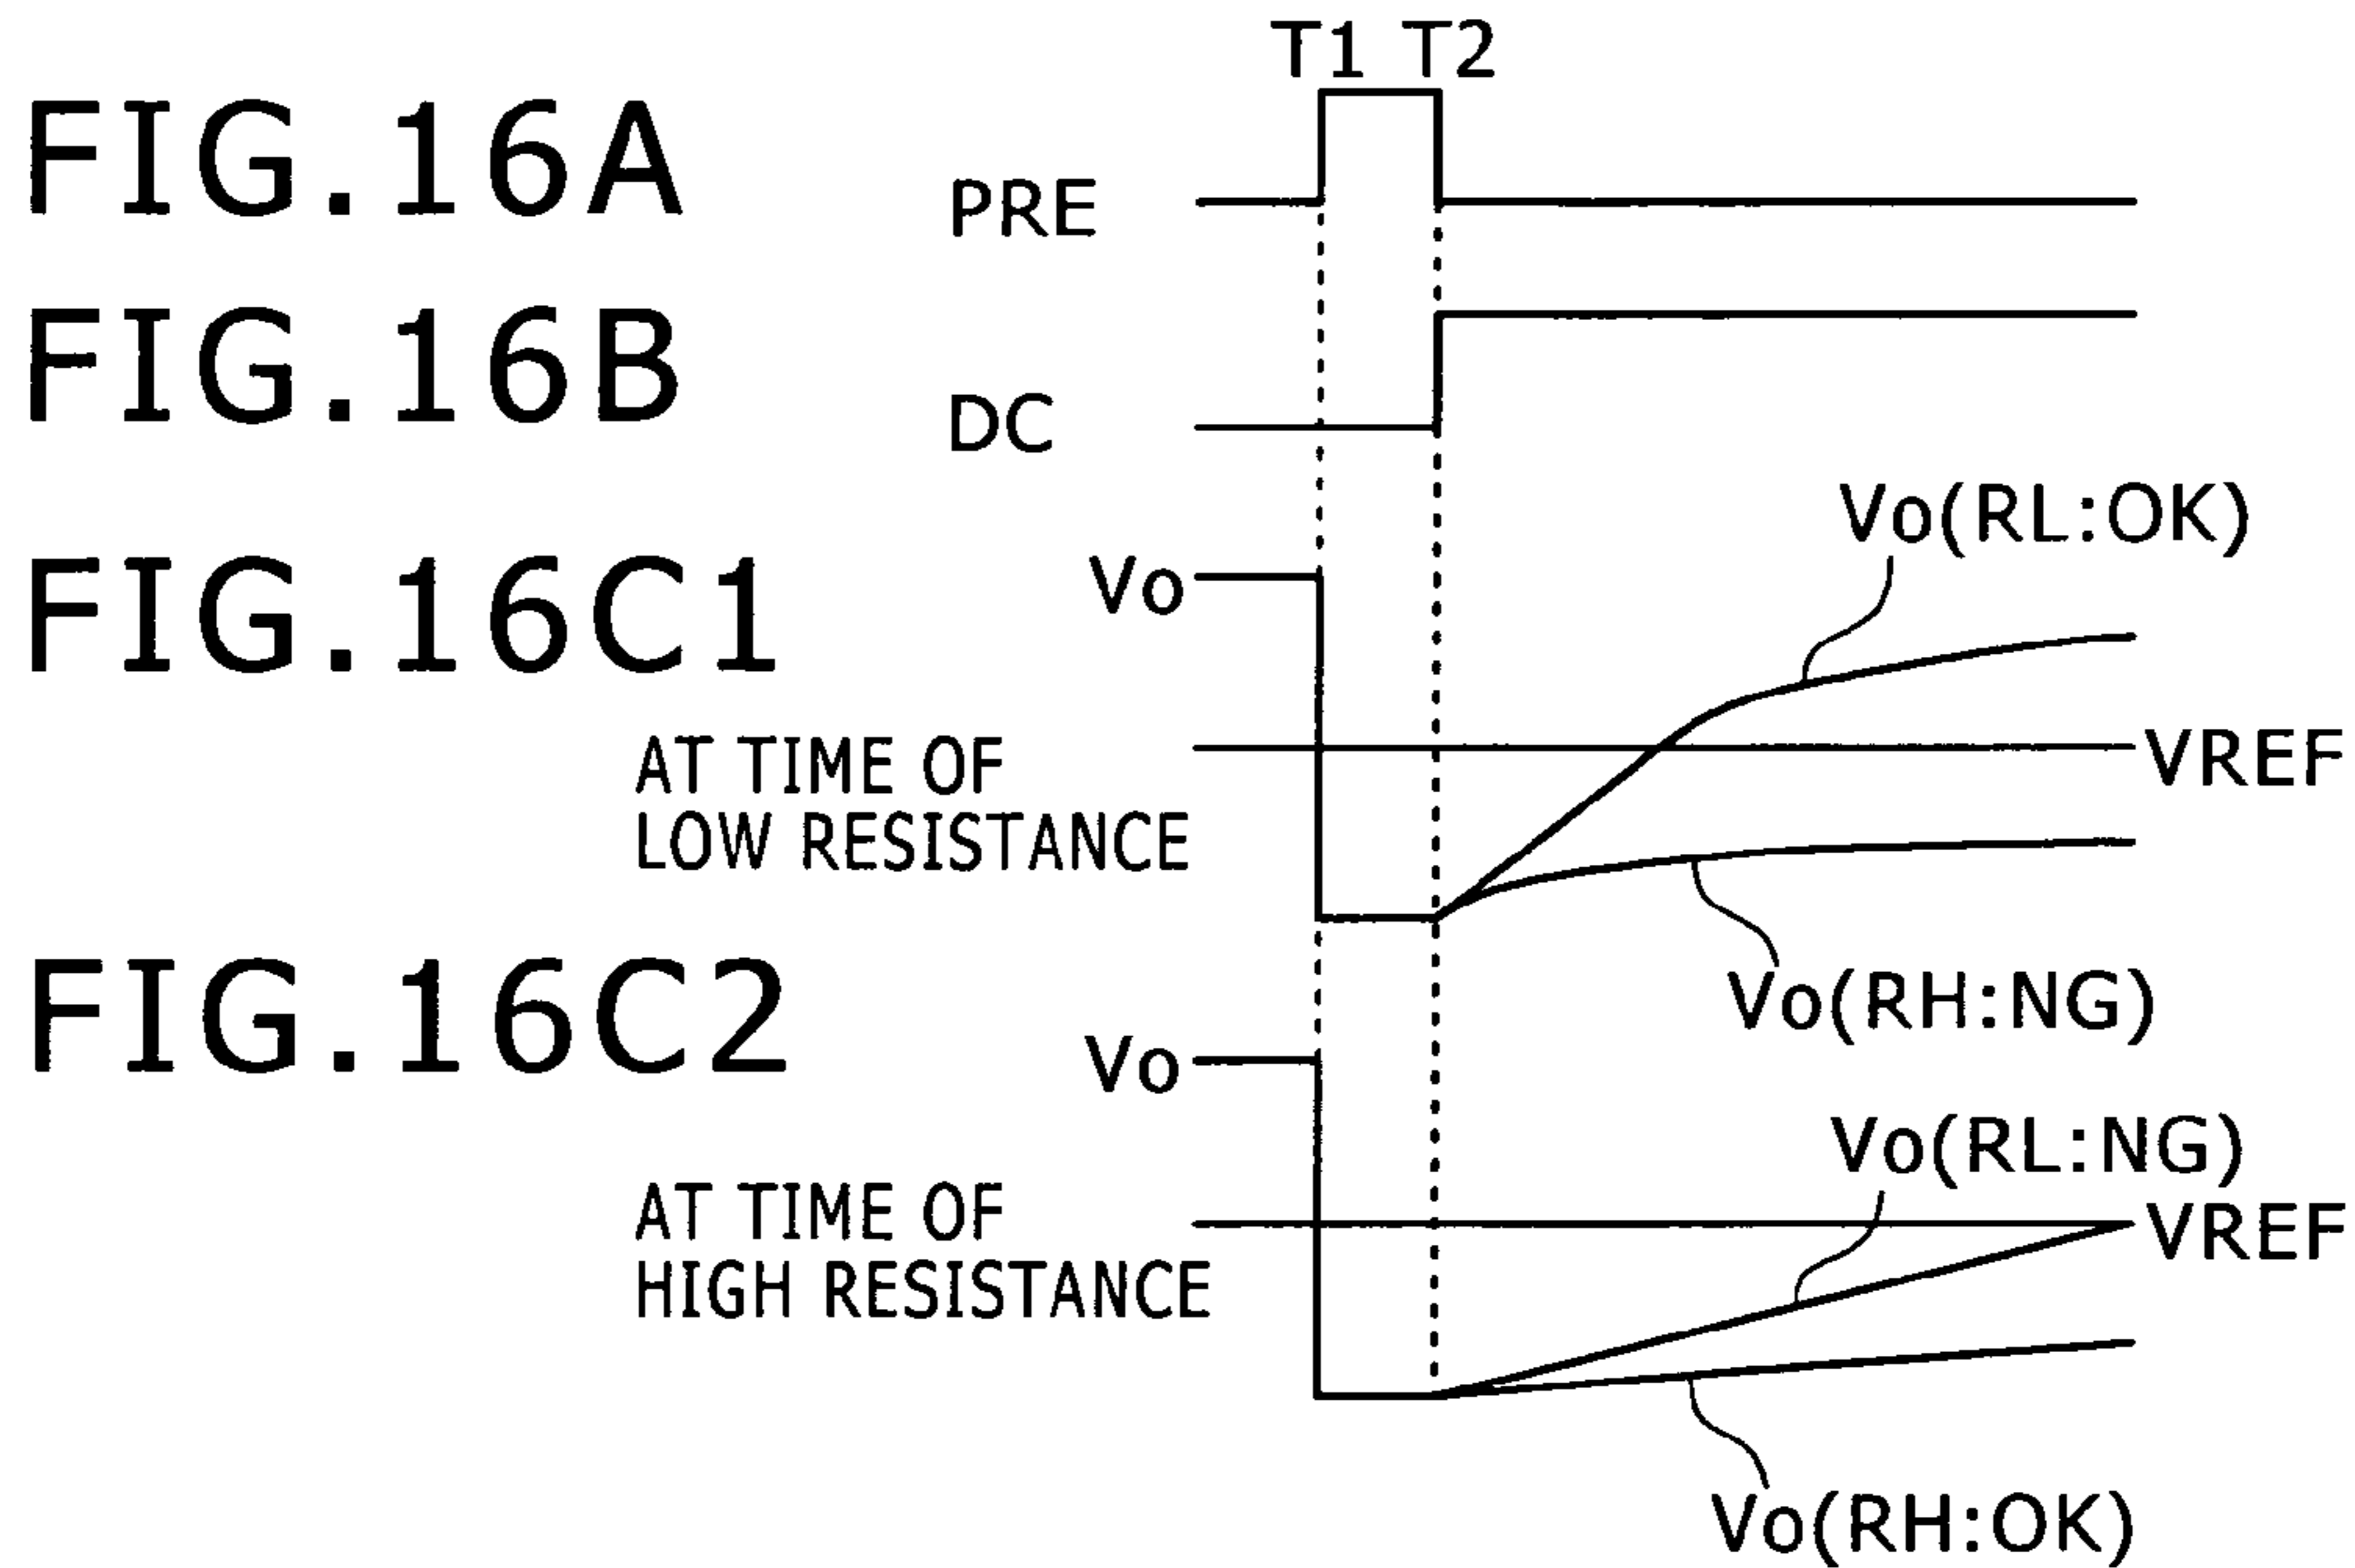 T1 T2
FIG.16A
PRE
FIG.16B
DC
Vo(RL:OK)
FIG.16C1
Vo
AT TIME OF
LOW RESISTANCE
VREF
Vo(RH:NG)
FIG.16C2
Vo
Vo(RL:NG)
AT TIME OF
HIGH RESISTANCE
VREF
Vo(RH:OK)